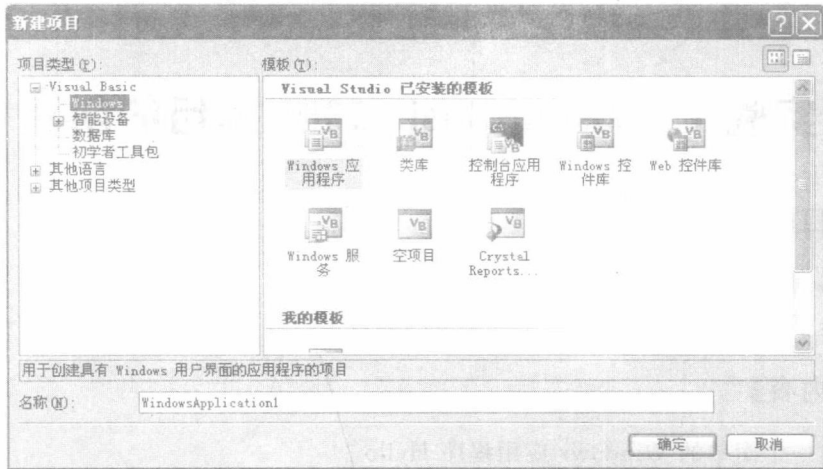 新建项目
项目类型(P):
模板(T):
Visual Basic
Windows
智能设备
数据库
初学者工具包
其他语言
其他项目类型
Visual Studio 已安装的模板
Windows 应用程序
类库
控制台应用程序
Windows 控件库
Web 控件库
Windows 服务
空项目
Crystal Reports...
我的模板
用于创建具有 Windows 用户界面的应用程序的项目
名称(N):
WindowsApplication1
确定
取消